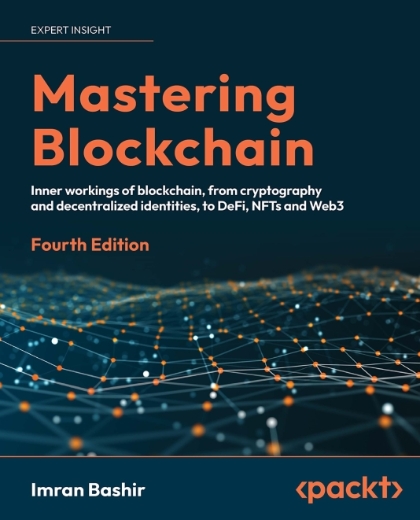 EXPERT INSIGHT
Mastering
Blockchain
Inner workings of blockchain, from cryptography
and decentralized identities, to DeFi, NFTs and Web3
Fourth Edition
Imran Bashir
<packt>